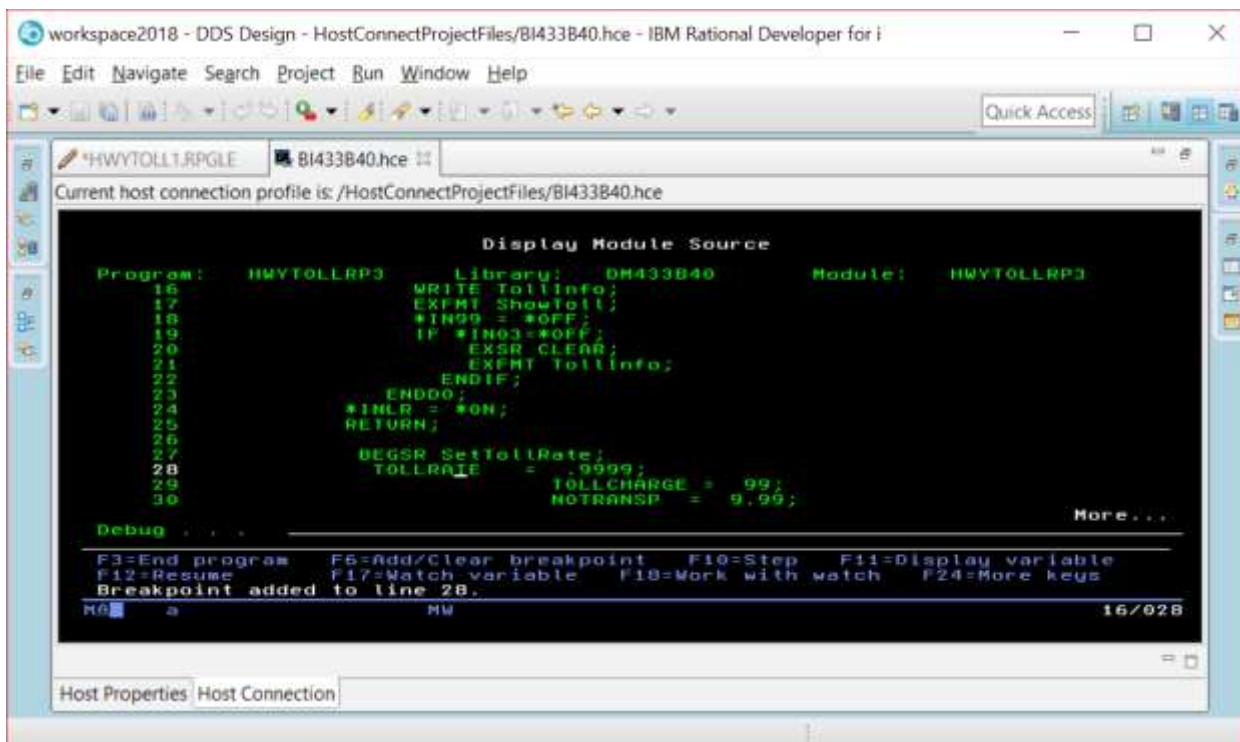 workspace2018 - DDS Design - HostConnectProjectFiles/BI433B40.hce - IBM Rational Developer for i
File Edit Navigate Search Project Run Window Help
Quick Access
*HWYTOLL1.RPGLE BI433B40.hce
Current host connection profile is: /HostConnectProjectFiles/BI433B40.hce
Display Module Source
Program: HWYTOLLRP3 Library: DM433B40 Module: HWYTOLLRP3
16 WRITE TollInfo;
17 EXFMT ShowToll;
18 *IN99 = *OFF;
19 IF *IN03=*OFF;
20 EXSR CLEAR;
21 EXFMT TollInfo;
22 ENDIF;
23 ENDDO;
24 *INLR = *ON;
25 RETURN;
26
27 BEGSR SetTollRate;
28 TOLLRATE = .9999;
29 TOLLCHARGE = 99;
30 NOTRANSP = 9.99;
More...
Debug . . .
F3=End program F6=Add/Clear breakpoint F10=Step F11=Display variable
F12=Resume F17=Watch variable F18=Work with watch F24=More keys
Breakpoint added to line 28.
MA a MW 16/028
Host Properties Host Connection